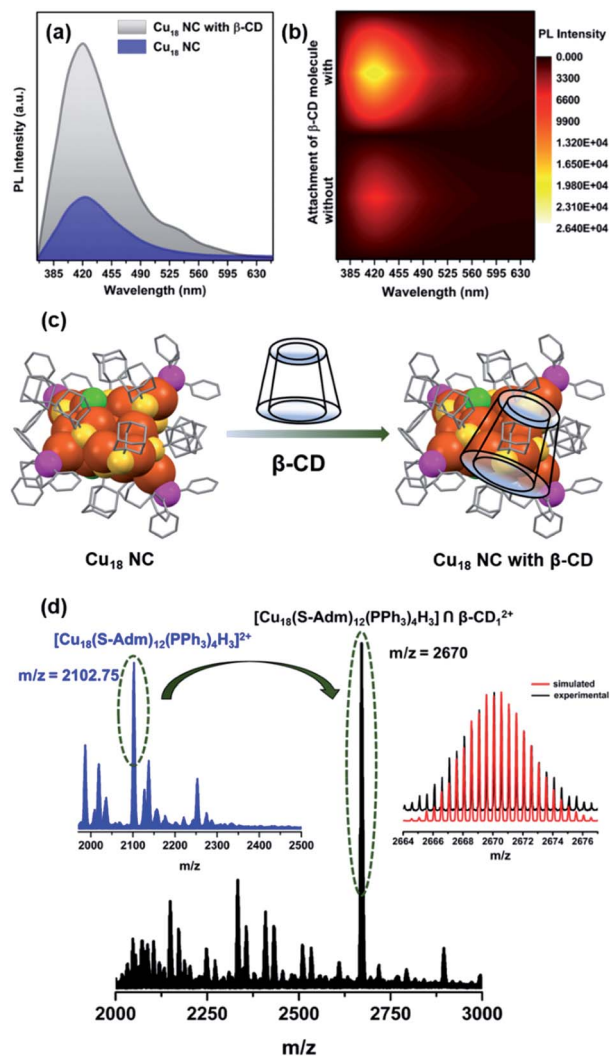 (a)
Cu₁₈ NC with β-CD
Cu₁₈ NC
PL Intensity (a.u.)
385 420 455 490 525 560 595 630
Wavelength (nm)
(b)
Attachment of β-CD molecule
with
without
385 420 455 490 525 560 595 630
Wavelength (nm)
PL Intensity
0.000
3300
6600
9900
1.320E+04
1.650E+04
1.980E+04
2.310E+04
2.640E+04
(c)
β-CD
Cu₁₈ NC
Cu₁₈ NC with β-CD
(d)
[Cu₁₈(S-Adm)₁₂(PPh₃)₄H₃]²⁺
m/z = 2102.75
[Cu₁₈(S-Adm)₁₂(PPh₃)₄H₃] ∩ β-CD₁²⁺
m/z = 2670
simulated
experimental
2000 2100 2200 2300 2400 2500
m/z
2664 2666 2668 2670 2672 2674 2676
m/z
2000 2250 2500 2750 3000
m/z